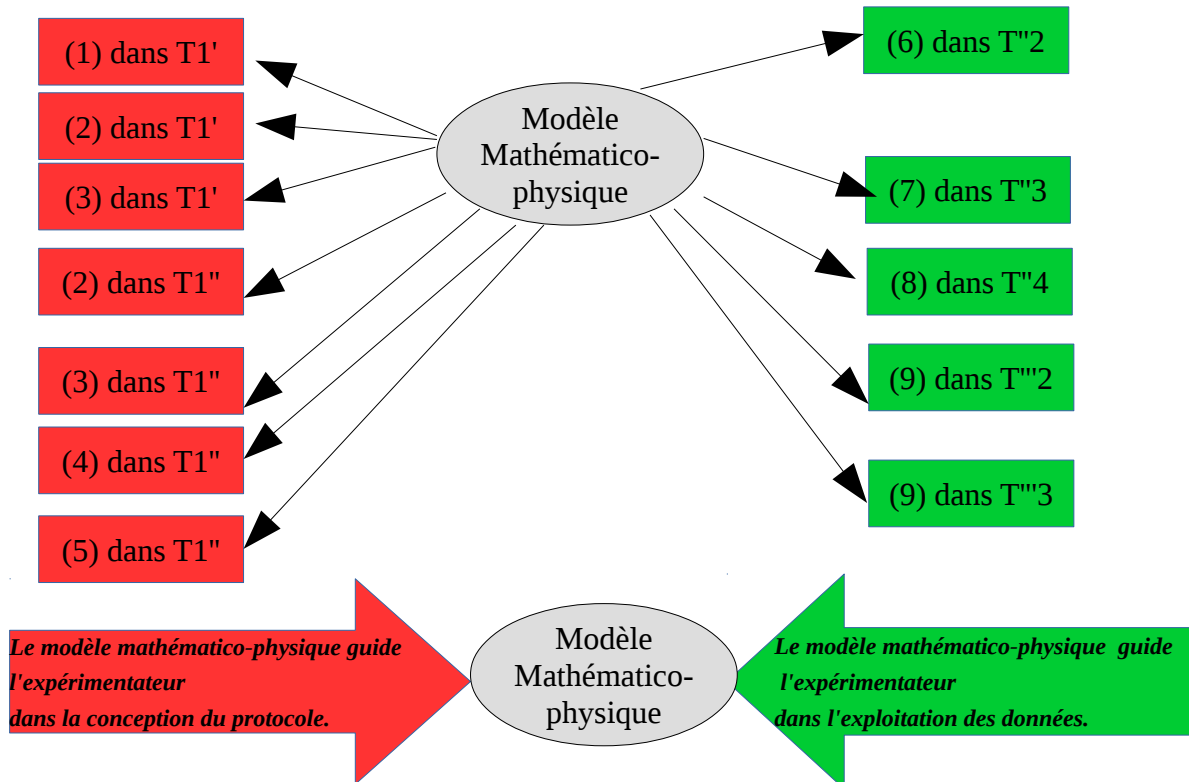 (1) dans T1'
(2) dans T1'
(3) dans T1'
(2) dans T1"
(3) dans T1"
(4) dans T1"
(5) dans T1"
Modèle
Mathématico-
physique
(6) dans T"2
(7) dans T"3
(8) dans T"4
(9) dans T"'2
(9) dans T"'3
Le modèle mathématico-physique guide
l'expérimentateur
dans la conception du protocole.
Modèle
Mathématico-
physique
Le modèle mathématico-physique guide
l'expérimentateur
dans l'exploitation des données.